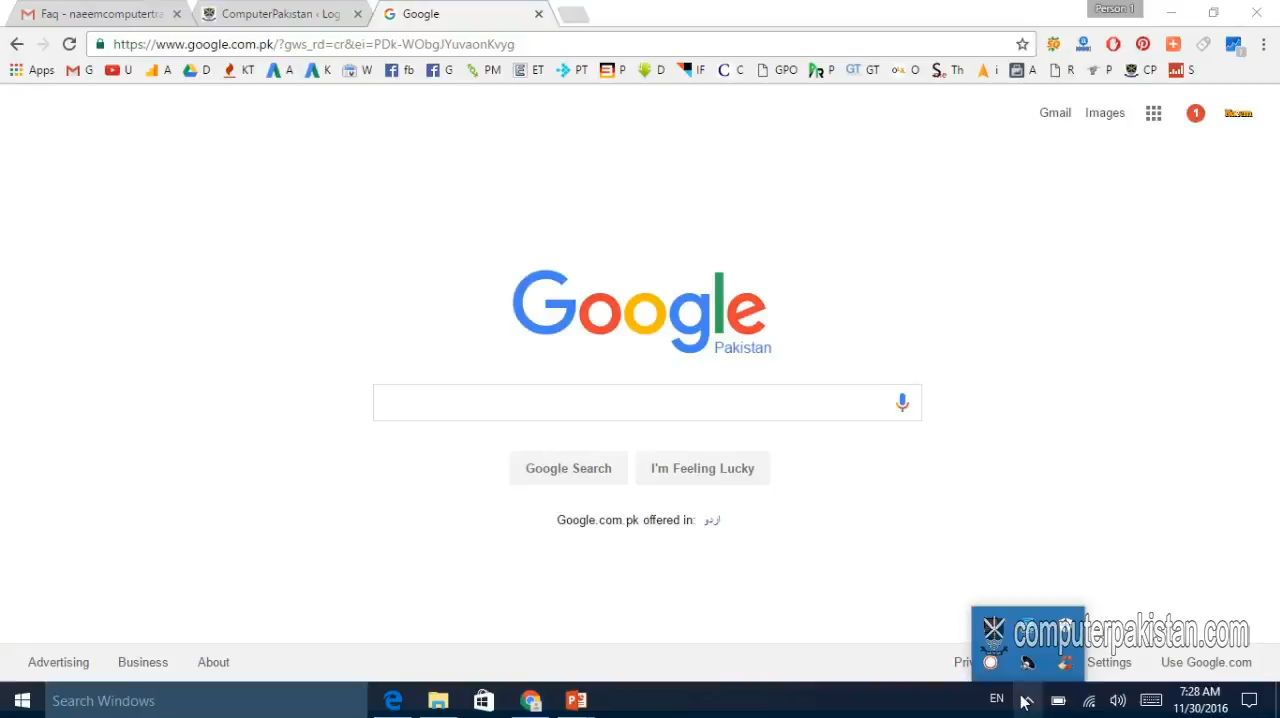 Faq - naeemcomputertra
ComputerPakistan ‹ Log
Google
Person 1
https://www.google.com.pk/?gws_rd=cr&ei=PDk-WObgJYuvaonKvyg
Apps G U A D KT A K W fb G PM ET PT P D IF C GPO P GT O Th i A R P CP S
Gmail Images 1
Google
Pakistan
Google Search I'm Feeling Lucky
Google.com.pk offered in: اردو
computerpakistan.com
Advertising Business About Settings Use Google.com
Search Windows
EN
7:28 AM
11/30/2016